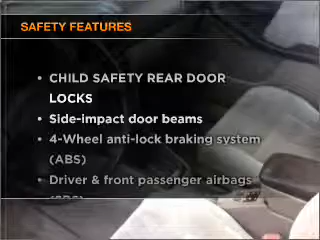 SAFETY FEATURES
• CHILD SAFETY REAR DOOR
LOCKS
• Side-impact door beams
• 4-Wheel anti-lock braking system
(ABS)
• Driver & front passenger airbags